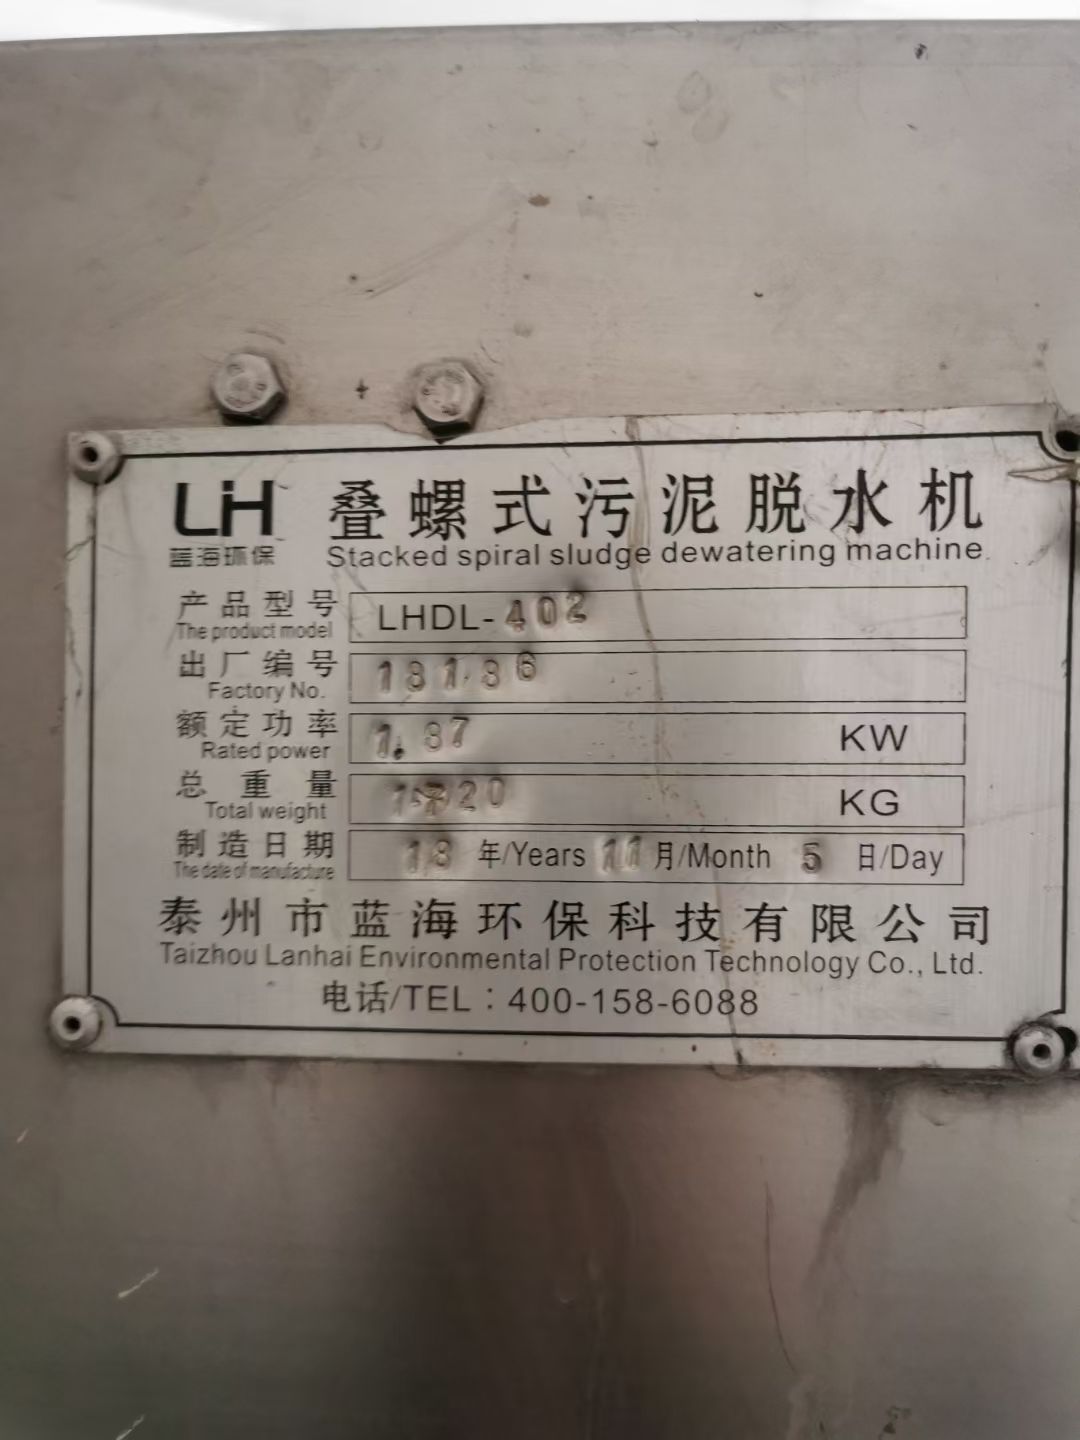 LH 叠螺式污泥脱水机
蓝海环保 Stacked spiral sludge dewatering machine.
产品型号 LHDL-402
The product model
出厂编号 18186
Factory No.
额定功率 1.87 KW
Rated power
总重量 KG
Total weight
制造日期 18 年/Years 11 月/Month 5 日/Day
The date of manufacture
泰州市蓝海环保科技有限公司
Taizhou Lanhai Environmental Protection Technology Co., Ltd.
电话/TEL：400-158-6088